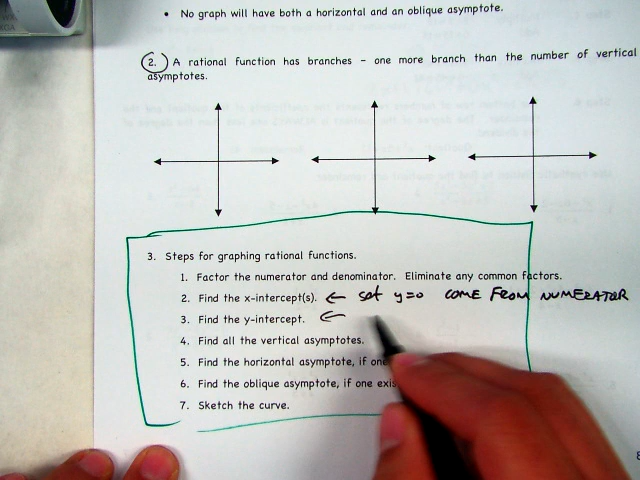 • No graph will have both a horizontal and an oblique asymptote.
2. A rational function has branches – one more branch than the number of vertical
asymptotes.
3. Steps for graphing rational functions.
1. Factor the numerator and denominator. Eliminate any common factors.
2. Find the x-intercept(s). ← set y=0 COME FROM NUMERATOR
3. Find the y-intercept. ←
4. Find all the vertical asymptotes.
5. Find the horizontal asymptote, if one
6. Find the oblique asymptote, if one exis
7. Sketch the curve.
8